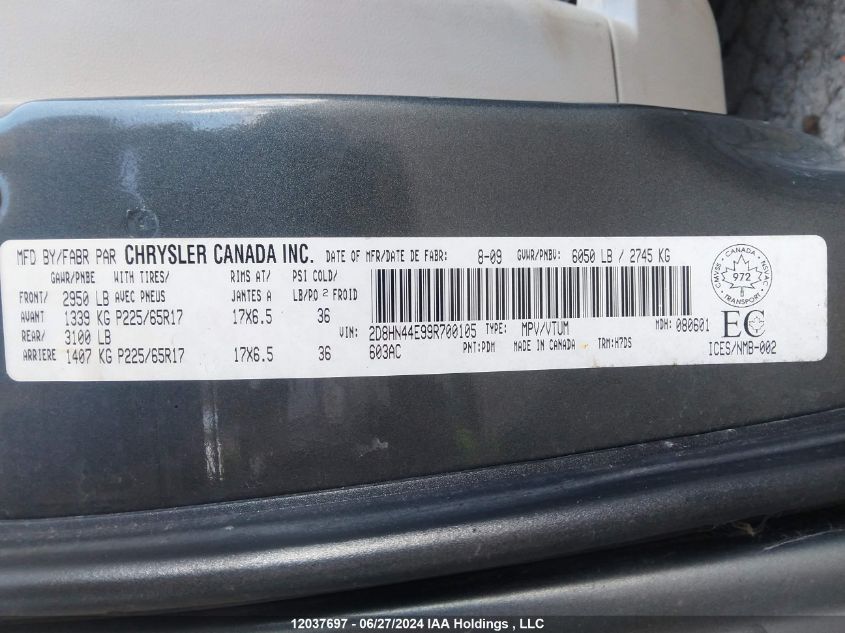 MFD BY/FABR PAR CHRYSLER CANADA INC. DATE OF MFR/DATE DE FABR: 8-09 GVWR/PNBV: 6050 LB / 2745 KG
GAWR/PNBE WITH TIRES/ RIMS AT/ PSI COLD/
FRONT/ 2950 LB AVEC PNEUS JANTES A LB/PO 2 FROID
AVANT 1339 KG P225/65R17 17X6.5 36
REAR/ 3100 LB
ARRIERE 1407 KG P225/65R17 17X6.5 36
VIN: 2D8HN44E99R700105 TYPE: MPV/VTUM MDH: 080601
603AC PNT:PDM MADE IN CANADA TRM:H7DS
CANADA
CMVSS NSVAC
972
TRANSPORT
EC
ICES/NMB-002
12037697 - 06/27/2024 IAA Holdings , LLC